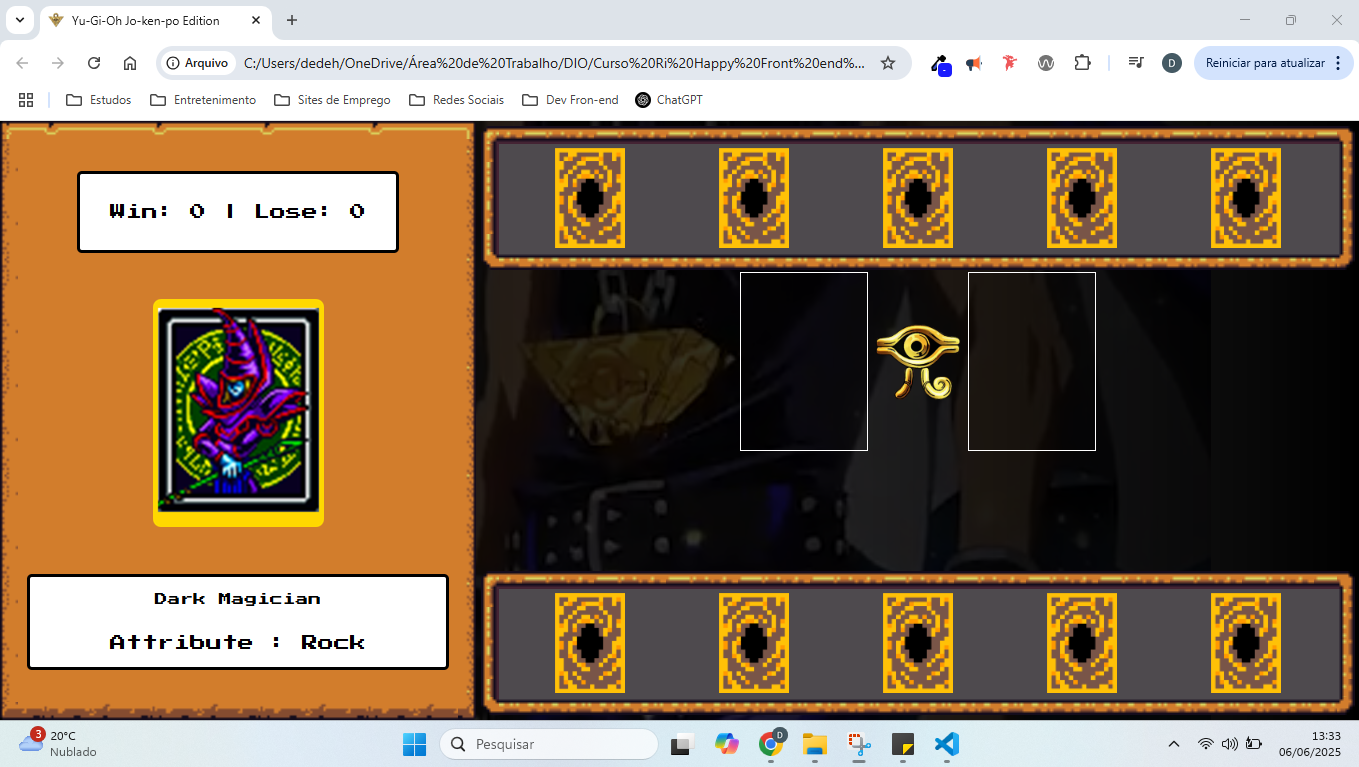 Yu-Gi-Oh Jo-ken-po Edition
Arquivo
C:/Users/dedeh/OneDrive/Área%20de%20Trabalho/DIO/Curso%20Ri%20Happy%20Front%20end%...
D
Reiniciar para atualizar
Estudos
Entretenimento
Sites de Emprego
Redes Sociais
Dev Fron-end
ChatGPT
Win: 0 | Lose: 0
Dark Magician
Attribute : Rock
3
20°C
Nublado
Pesquisar
D
13:33
06/06/2025